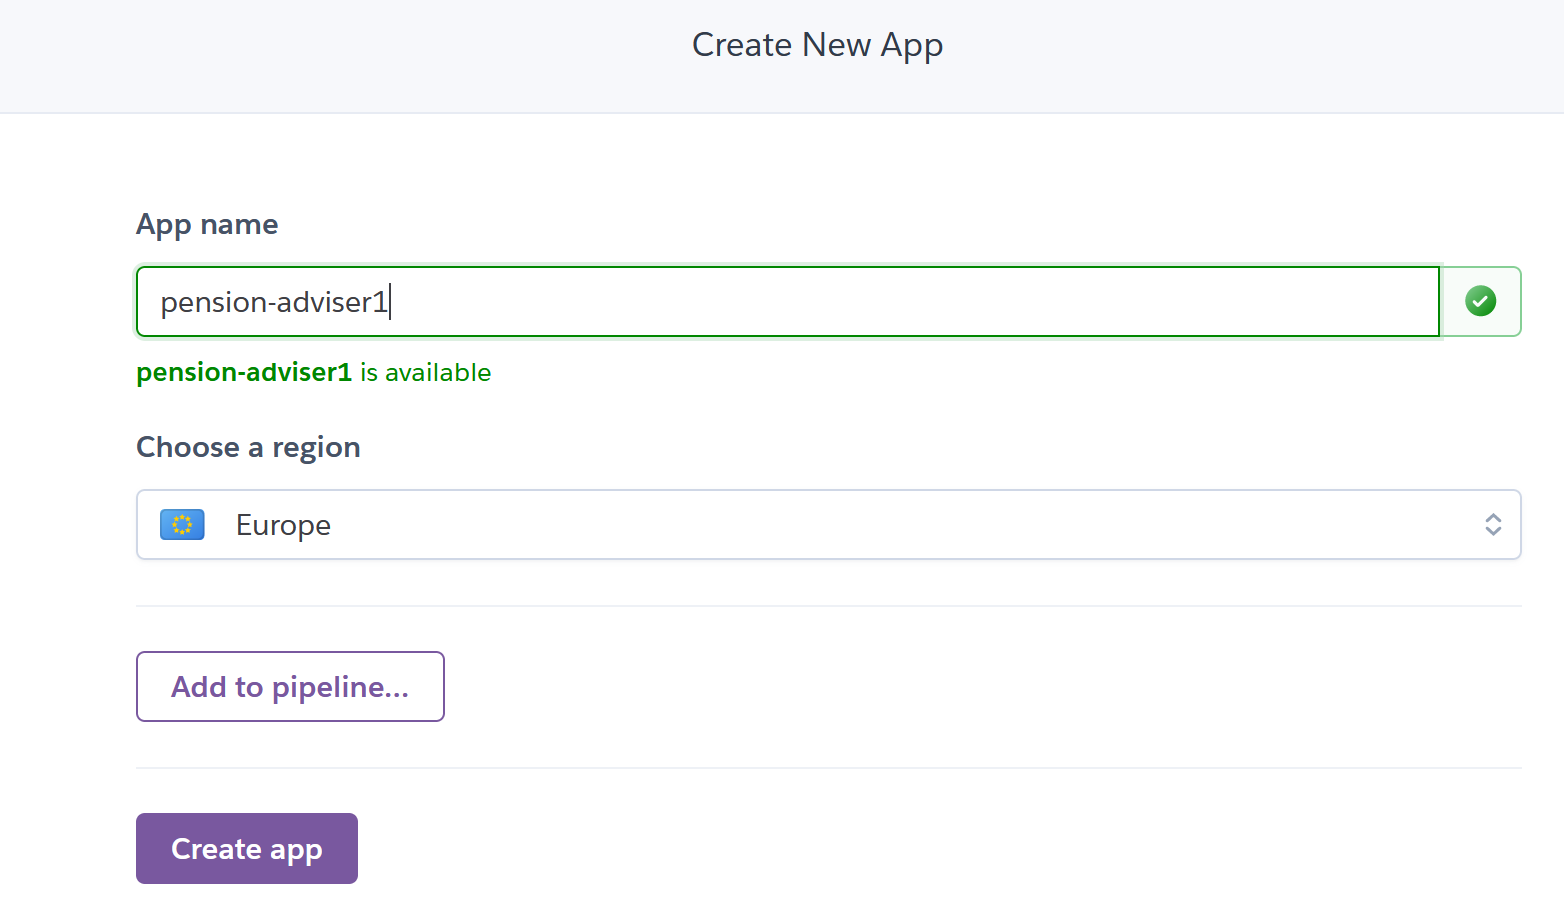 Create New App
App name
pension-adviser1
pension-adviser1 is available
Choose a region
Europe
Add to pipeline...
Create app